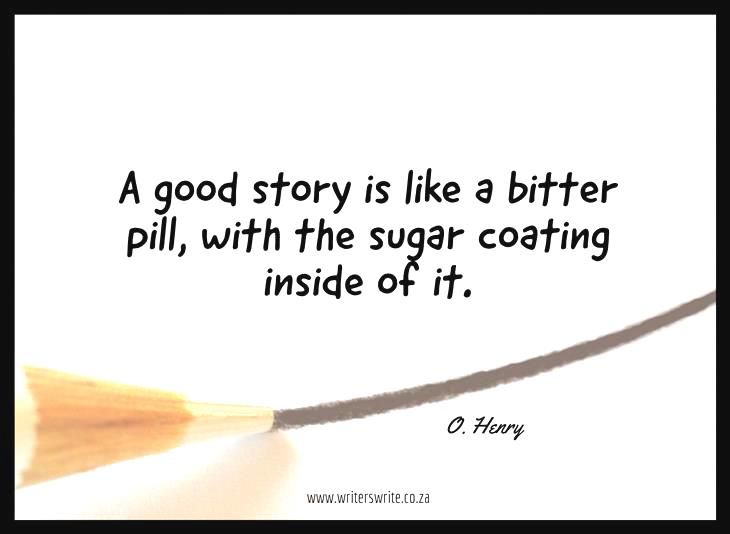 A good story is like a bitter
pill, with the sugar coating
inside of it.
O. Henry
www.writerswrite.co.za